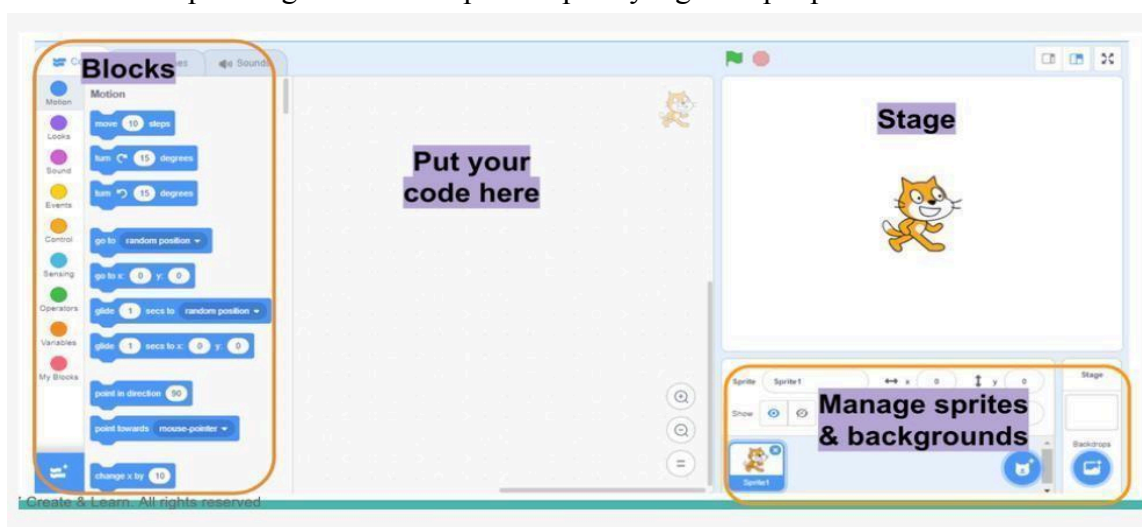 Blocks
Sounds
Motion
Motion
Looks
Sound
Events
Control
Sensing
Operators
Variables
My Blocks
move 10 steps
turn 15 degrees
turn 15 degrees
go to random position
go to x: 0 y: 0
glide 1 secs to random position
glide 1 secs to x: 0 y: 0
point in direction 90
point towards mouse-pointer
change x by 10
Put your
code here
Stage
Sprite Sprite1 x 0 y 0
Show
Manage sprites
& backgrounds
Sprite1
Stage
Backdrops
Create & Learn. All rights reserved